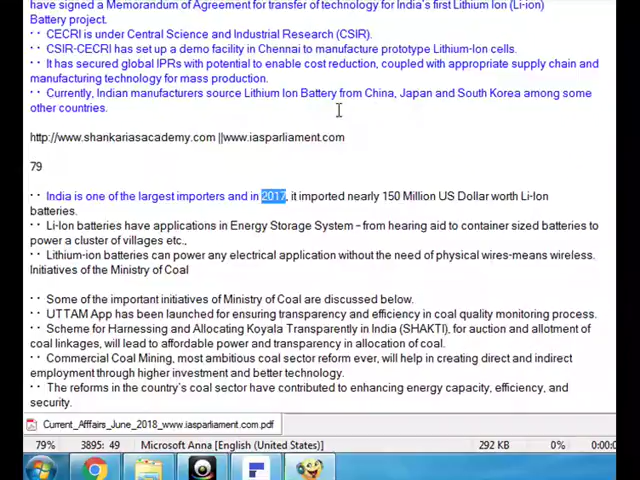 have signed a Memorandum of Agreement for transfer of technology for India's first Lithium Ion (Li-ion)
Battery project.
·· CECRI is under Central Science and Industrial Research (CSIR).
·· CSIR-CECRI has set up a demo facility in Chennai to manufacture prototype Lithium-Ion cells.
·· It has secured global IPRs with potential to enable cost reduction, coupled with appropriate supply chain and
manufacturing technology for mass production.
·· Currently, Indian manufacturers source Lithium Ion Battery from China, Japan and South Korea among some
other countries.
http://www.shankariasacademy.com ||www.iasparliament.com
79
·· India is one of the largest importers and in 2017, it imported nearly 150 Million US Dollar worth Li-Ion
batteries.
·· Li-Ion batteries have applications in Energy Storage System – from hearing aid to container sized batteries to
power a cluster of villages etc.,
·· Lithium-ion batteries can power any electrical application without the need of physical wires-means wireless.
Initiatives of the Ministry of Coal
·· Some of the important initiatives of Ministry of Coal are discussed below.
·· UTTAM App has been launched for ensuring transparency and efficiency in coal quality monitoring process.
·· Scheme for Harnessing and Allocating Koyala Transparently in India (SHAKTI), for auction and allotment of
coal linkages, will lead to affordable power and transparency in allocation of coal.
·· Commercial Coal Mining, most ambitious coal sector reform ever, will help in creating direct and indirect
employment through higher investment and better technology.
·· The reforms in the country's coal sector have contributed to enhancing energy capacity, efficiency, and
security.
Current_Afffairs_June_2018_www.iasparliament.com.pdf
79% 3895: 49 Microsoft Anna [English (United States)] 292 KB 0% 0:00:0